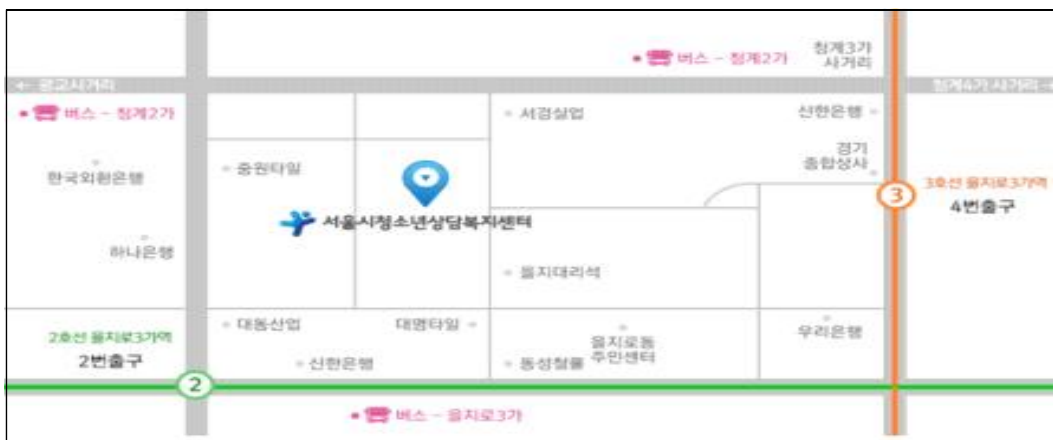 버스 - 청계2가
청계3가
사거리
← 광교사거리
청계4가 사거리 →
버스 - 청계2가
서경실업
신한은행
한국외환은행
중원타일
경기
종합상사
3
3호선 을지로3가역
4번출구
서울시청소년상담복지센터
하나은행
을지대리석
2호선 을지로3가역
2번출구
대동산업
대명타일
을지로동
주민센터
우리은행
신한은행
동성철물
2
버스 - 을지로3가